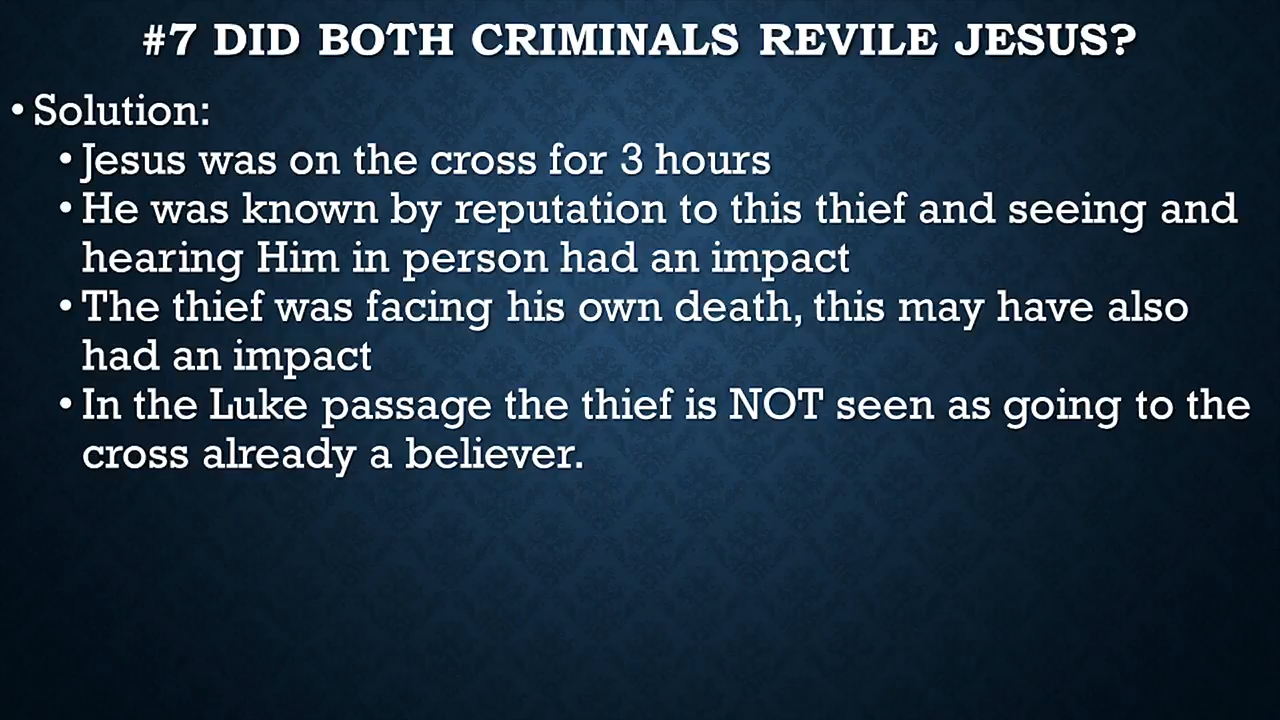 #7 DID BOTH CRIMINALS REVILE JESUS?
• Solution:
• Jesus was on the cross for 3 hours
• He was known by reputation to this thief and seeing and
hearing Him in person had an impact
• The thief was facing his own death, this may have also
had an impact
• In the Luke passage the thief is NOT seen as going to the
cross already a believer.